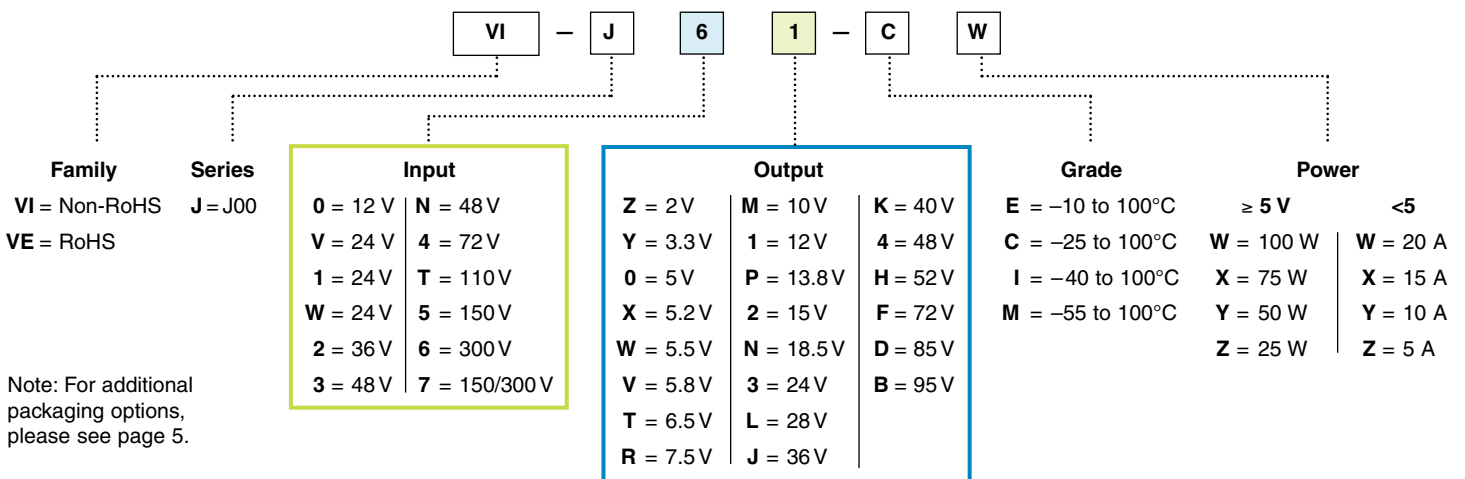 VI – J 6 1 – C W
Family Series Input Output Grade Power
VI = Non-RoHS J = J00 0 = 12 V N = 48 V Z = 2 V M = 10 V K = 40 V E = –10 to 100°C ≥ 5 V <5
VE = RoHS V = 24 V 4 = 72 V Y = 3.3 V 1 = 12 V 4 = 48 V C = –25 to 100°C W = 100 W W = 20 A
1 = 24 V T = 110 V 0 = 5 V P = 13.8 V H = 52 V I = –40 to 100°C X = 75 W X = 15 A
W = 24 V 5 = 150 V X = 5.2 V 2 = 15 V F = 72 V M = –55 to 100°C Y = 50 W Y = 10 A
2 = 36 V 6 = 300 V W = 5.5 V N = 18.5 V D = 85 V Z = 25 W Z = 5 A
3 = 48 V 7 = 150/300 V V = 5.8 V 3 = 24 V B = 95 V
T = 6.5 V L = 28 V
R = 7.5 V J = 36 V
Note: For additional
packaging options,
please see page 5.